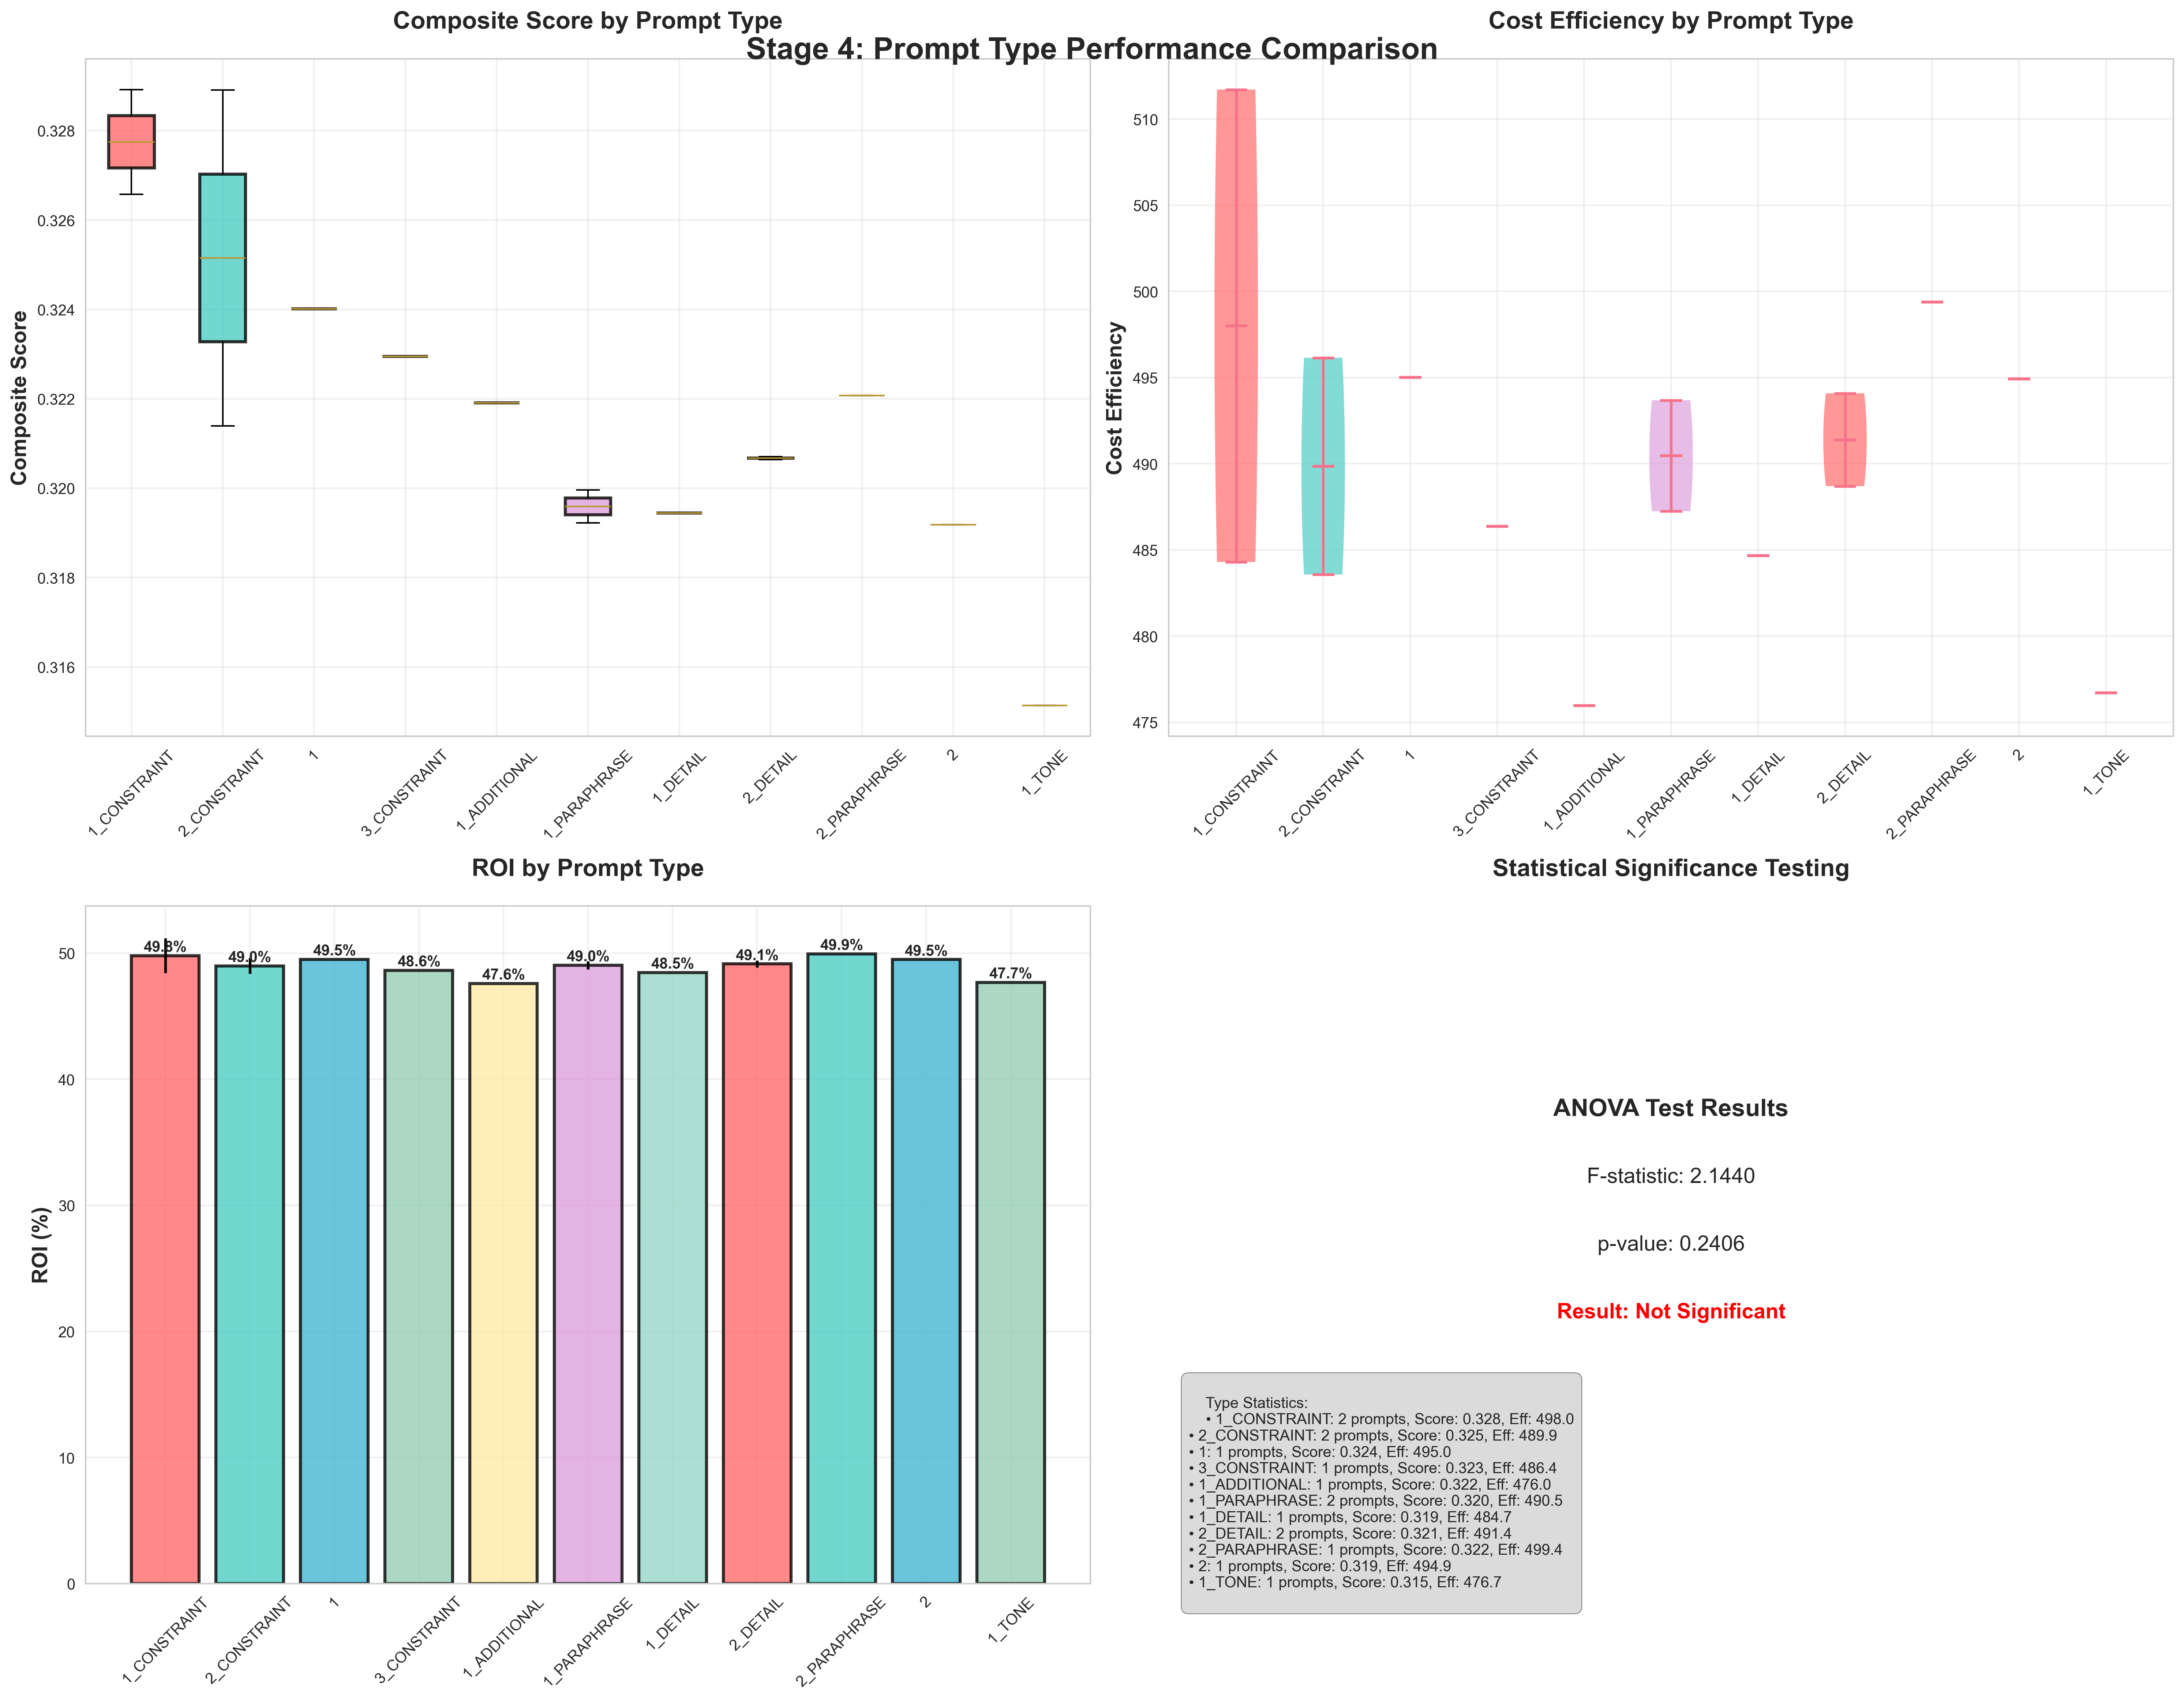 Composite Score by Prompt Type
Cost Efficiency by Prompt Type
Stage 4: Prompt Type Performance Comparison
Composite Score
0.328
0.326
0.324
0.322
0.320
0.318
0.316
1_CONSTRAINT
2_CONSTRAINT
1
3_CONSTRAINT
1_ADDITIONAL
1_PARAPHRASE
1_DETAIL
2_DETAIL
2_PARAPHRASE
2
1_TONE
Cost Efficiency
510
505
500
495
490
485
480
475
1_CONSTRAINT
2_CONSTRAINT
1
3_CONSTRAINT
1_ADDITIONAL
1_PARAPHRASE
1_DETAIL
2_DETAIL
2_PARAPHRASE
2
1_TONE
ROI by Prompt Type
ROI (%)
50
40
30
20
10
0
49.8%
49.0%
49.5%
48.6%
47.6%
49.0%
48.5%
49.1%
49.9%
49.5%
47.7%
1_CONSTRAINT
2_CONSTRAINT
1
3_CONSTRAINT
1_ADDITIONAL
1_PARAPHRASE
1_DETAIL
2_DETAIL
2_PARAPHRASE
2
1_TONE
Statistical Significance Testing
ANOVA Test Results
F-statistic: 2.1440
p-value: 0.2406
Result: Not Significant
Type Statistics:
• 1_CONSTRAINT: 2 prompts, Score: 0.328, Eff: 498.0
• 2_CONSTRAINT: 2 prompts, Score: 0.325, Eff: 489.9
• 1: 1 prompts, Score: 0.324, Eff: 495.0
• 3_CONSTRAINT: 1 prompts, Score: 0.323, Eff: 486.4
• 1_ADDITIONAL: 1 prompts, Score: 0.322, Eff: 476.0
• 1_PARAPHRASE: 2 prompts, Score: 0.320, Eff: 490.5
• 1_DETAIL: 1 prompts, Score: 0.319, Eff: 484.7
• 2_DETAIL: 2 prompts, Score: 0.321, Eff: 491.4
• 2_PARAPHRASE: 1 prompts, Score: 0.322, Eff: 499.4
• 2: 1 prompts, Score: 0.319, Eff: 494.9
• 1_TONE: 1 prompts, Score: 0.315, Eff: 476.7